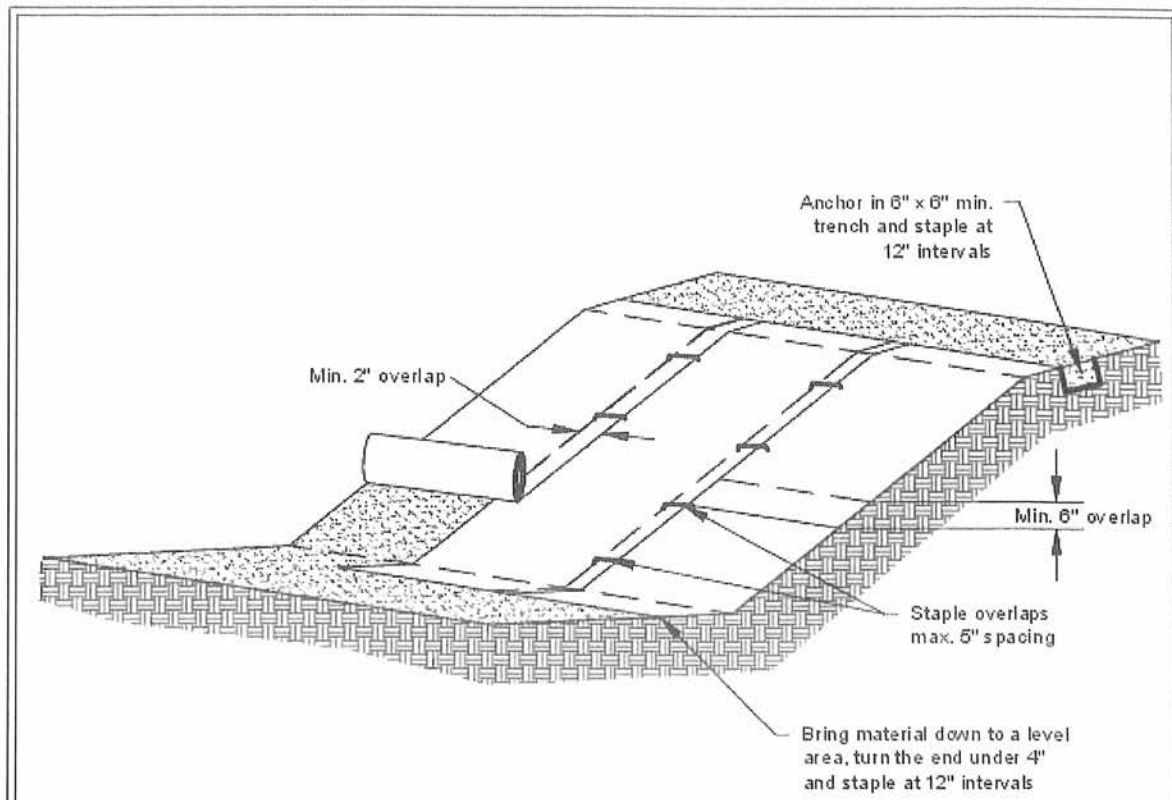 Anchor in 6" x 6" min.
trench and staple at
12" intervals
Min. 2" overlap
Min. 6" overlap
Staple overlaps
max. 5" spacing
Bring material down to a level
area, turn the end under 4"
and staple at 12" intervals